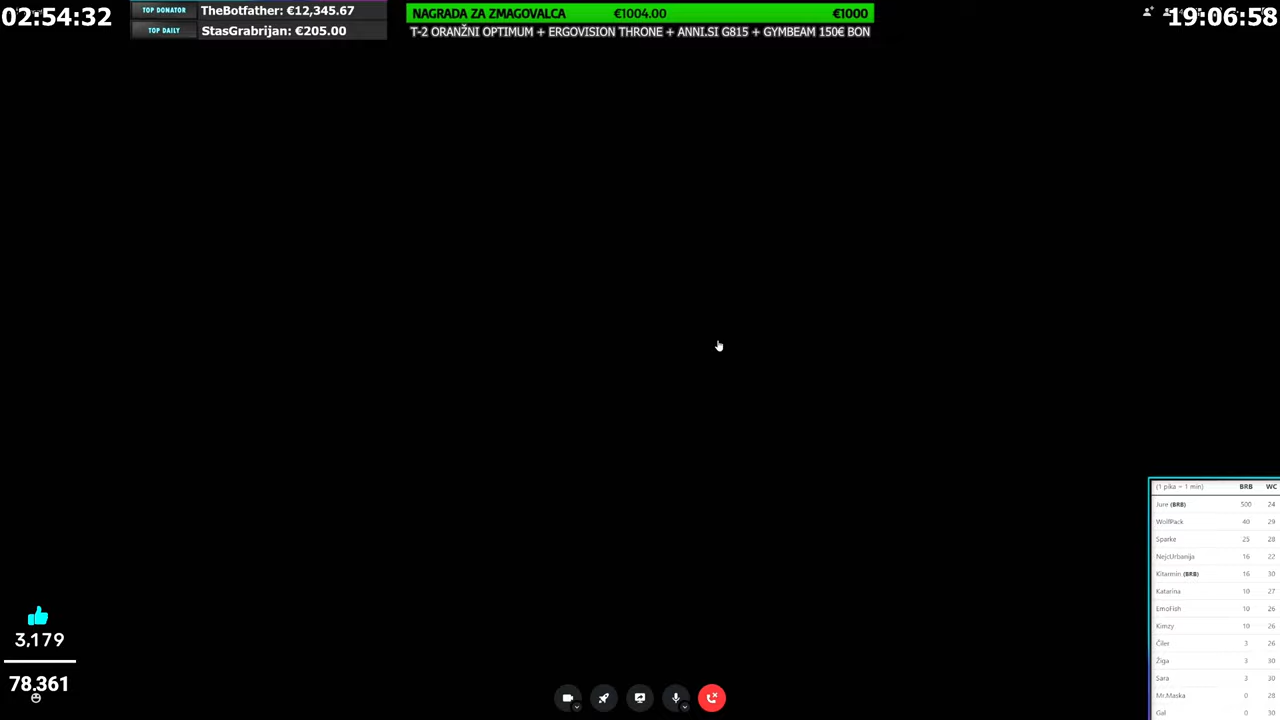 02:54:32
TOP DONATOR TheBotfather: €12,345.67
TOP DAILY StasGrabrijan: €205.00
NAGRADA ZA ZMAGOVALCA €1004.00 €1000
T-2 ORANŽNI OPTIMUM + ERGOVISION THRONE + ANNI.SI G815 + GYMBEAM 150€ BON
19:06:58
(1 pika = 1 min) BRB WC
Jure (BRB) 500 24
WolfPack 40 29
Sparke 25 28
NejcUrbanija 16 22
Kitarmin (BRB) 16 30
Katarina 10 27
EmoFish 10 26
Kimzy 10 26
Čiler 3 26
Žiga 3 30
Sara 3 30
Mr.Maska 0 28
Gal 0 30
3,179
78,361